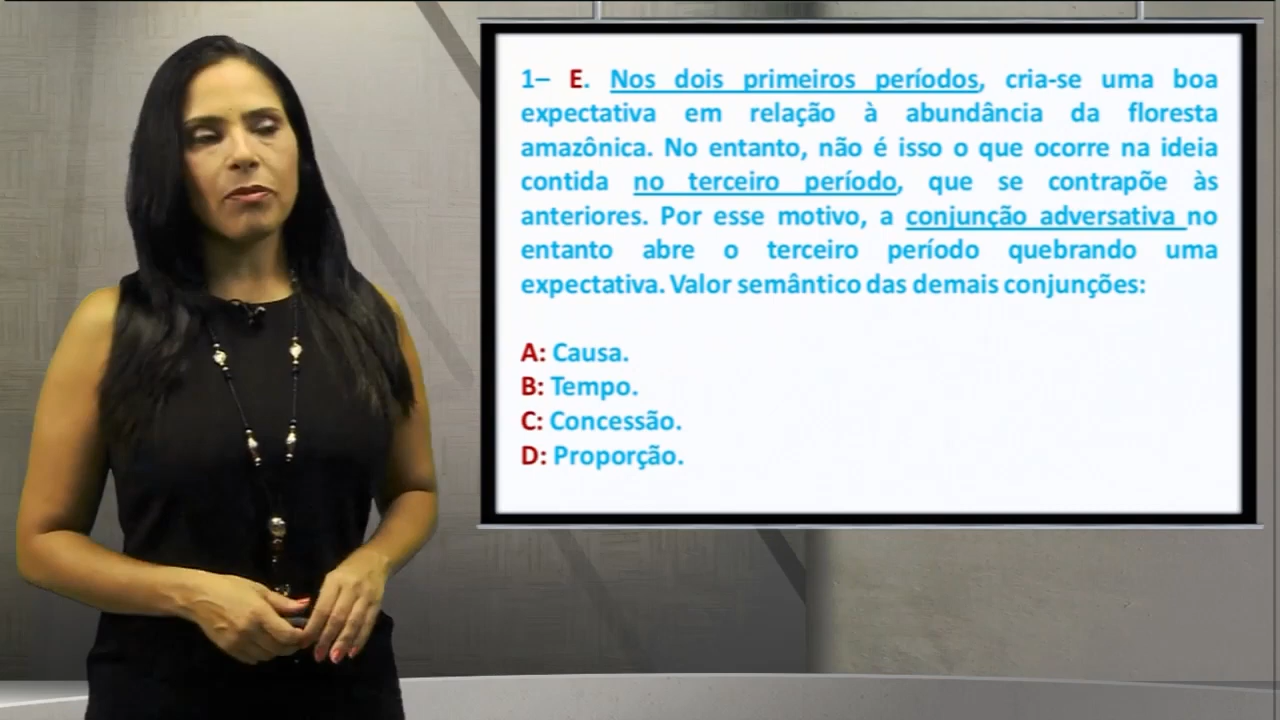 1– E. Nos dois primeiros períodos, cria-se uma boa
expectativa em relação à abundância da floresta
amazônica. No entanto, não é isso o que ocorre na ideia
contida no terceiro período, que se contrapõe às
anteriores. Por esse motivo, a conjunção adversativa no
entanto abre o terceiro período quebrando uma
expectativa. Valor semântico das demais conjunções:
A: Causa.
B: Tempo.
C: Concessão.
D: Proporção.